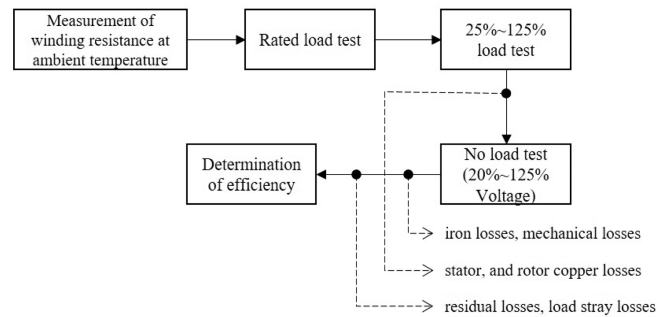 Measurement of
winding resistance at
ambient temperature
Rated load test
25%~125%
load test
Determination
of efficiency
No load test
(20%~125%
Voltage)
iron losses, mechanical losses
stator, and rotor copper losses
residual losses, load stray losses